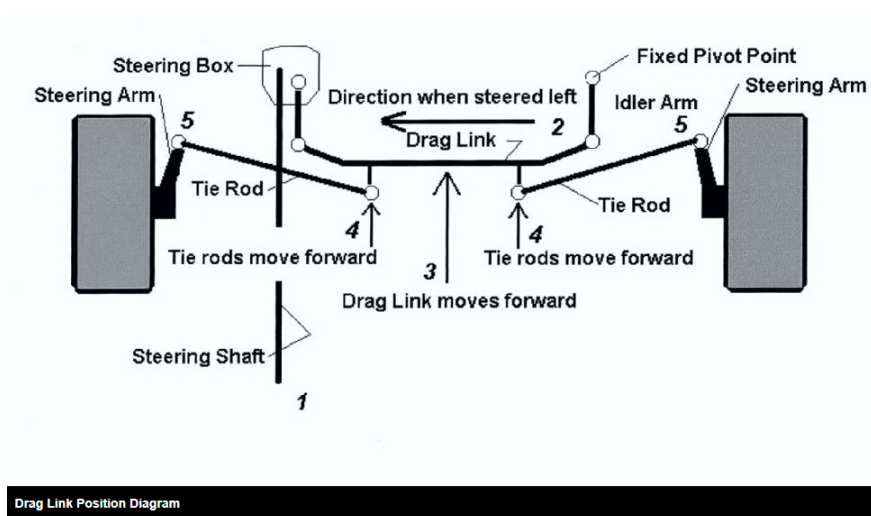 Steering Box
Fixed Pivot Point
Steering Arm
Steering Arm
Direction when steered left
Idler Arm
5
2
5
Drag Link
Tie Rod
Tie Rod
4
4
Tie rods move forward
Tie rods move forward
3
Drag Link moves forward
Steering Shaft
1
Drag Link Position Diagram